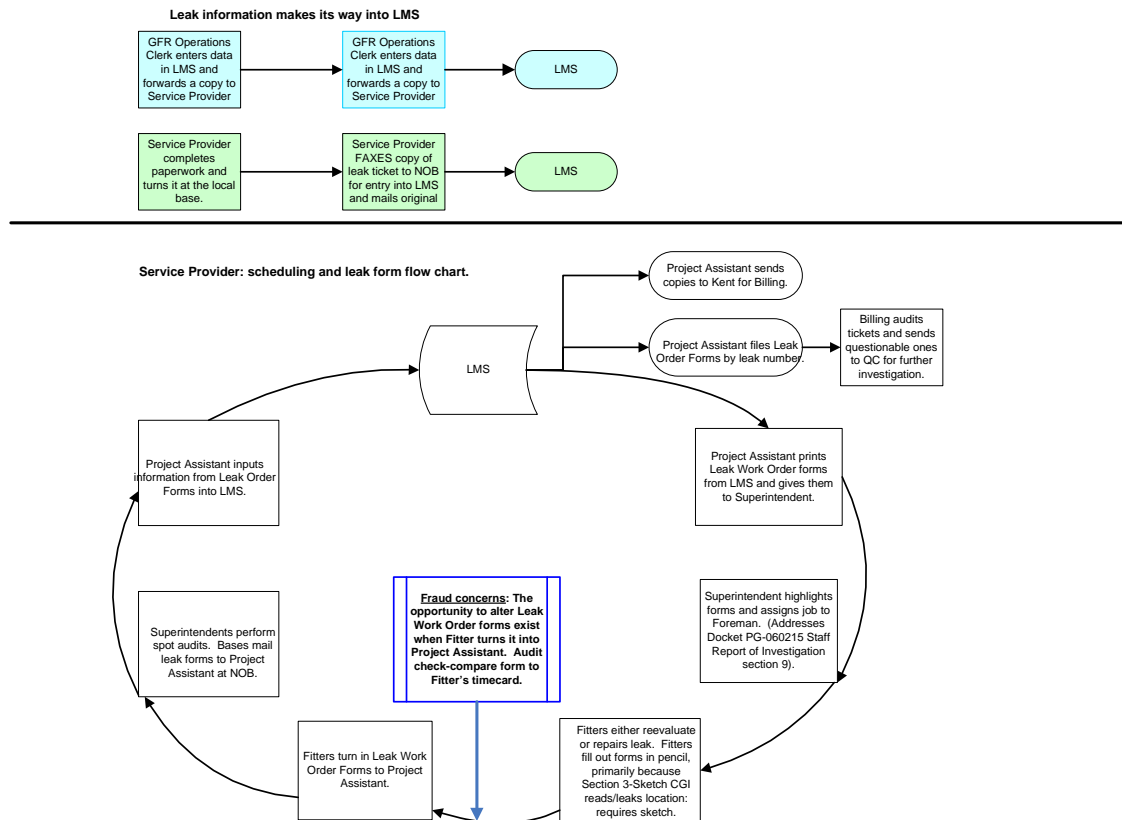 Leak information makes its way into LMS
GFR Operations
Clerk enters data
in LMS and
forwards a copy to
Service Provider
GFR Operations
Clerk enters data
in LMS and
forwards a copy to
Service Provider
LMS
Service Provider
completes
paperwork and
turns it at the local
base.
Service Provider
FAXES copy of
leak ticket to NOB
for entry into LMS
and mails original
LMS
Service Provider: scheduling and leak form flow chart.
Project Assistant sends
copies to Kent for Billing.
Project Assistant files Leak
Order Forms by leak number.
Billing audits
tickets and sends
questionable ones
to QC for further
investigation.
LMS
Project Assistant inputs
information from Leak Order
Forms into LMS.
Project Assistant prints
Leak Work Order forms
from LMS and gives them
to Superintendent.
Superintendent highlights
forms and assigns job to
Foreman.  (Addresses
Docket PG-060215 Staff
Report of Investigation
section 9).
Fraud concerns: The
opportunity to alter Leak
Work Order forms exist
when Fitter turns it into
Project Assistant.  Audit
check-compare form to
Fitter's timecard.
Superintendents perform
spot audits.  Bases mail
leak forms to Project
Assistant at NOB.
Fitters turn in Leak Work
Order Forms to Project
Assistant.
Fitters either reevaluate
or repairs leak.  Fitters
fill out forms in pencil,
primarily because
Section 3-Sketch CGI
reads/leaks location:
requires sketch.